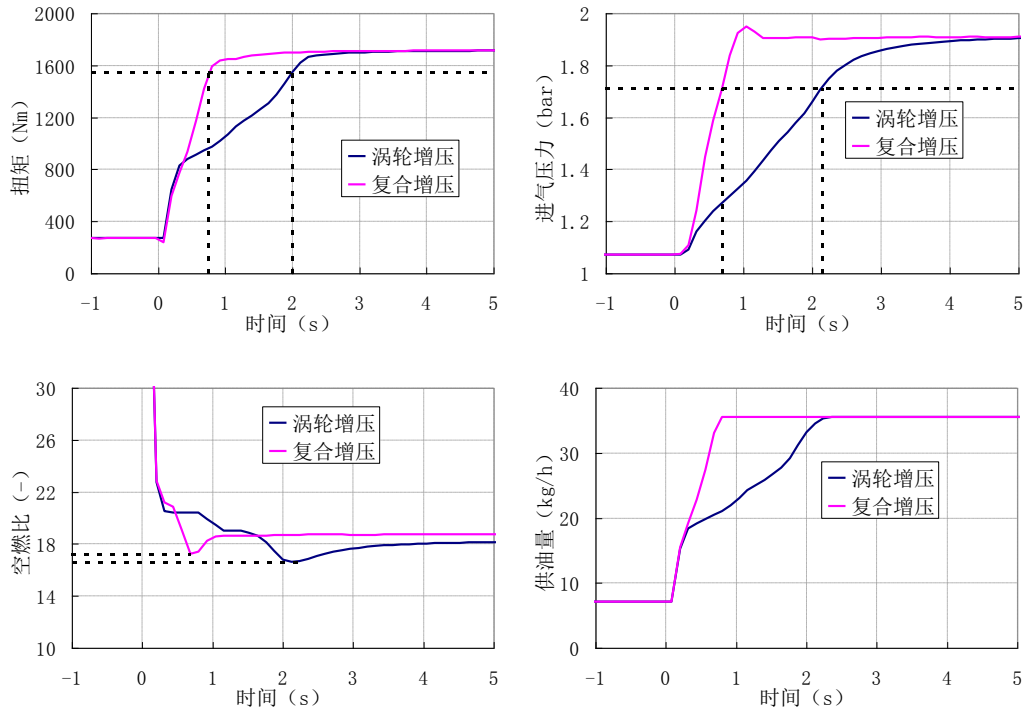 扭矩（Nm）
1600
1200
800
400
0
-1 0 1 2 3 4 5
时间（s）
涡轮增压
复合增压
进气压力（bar）
2
1.8
1.6
1.4
1.2
1
-1 0 1 2 3 4 5
时间（s）
涡轮增压
复合增压
空燃比（-）
30
26
22
18
14
10
-1 0 1 2 3 4 5
时间（s）
涡轮增压
复合增压
供油量（kg/h）
40
30
20
10
0
-1 0 1 2 3 4 5
时间（s）
涡轮增压
复合增压